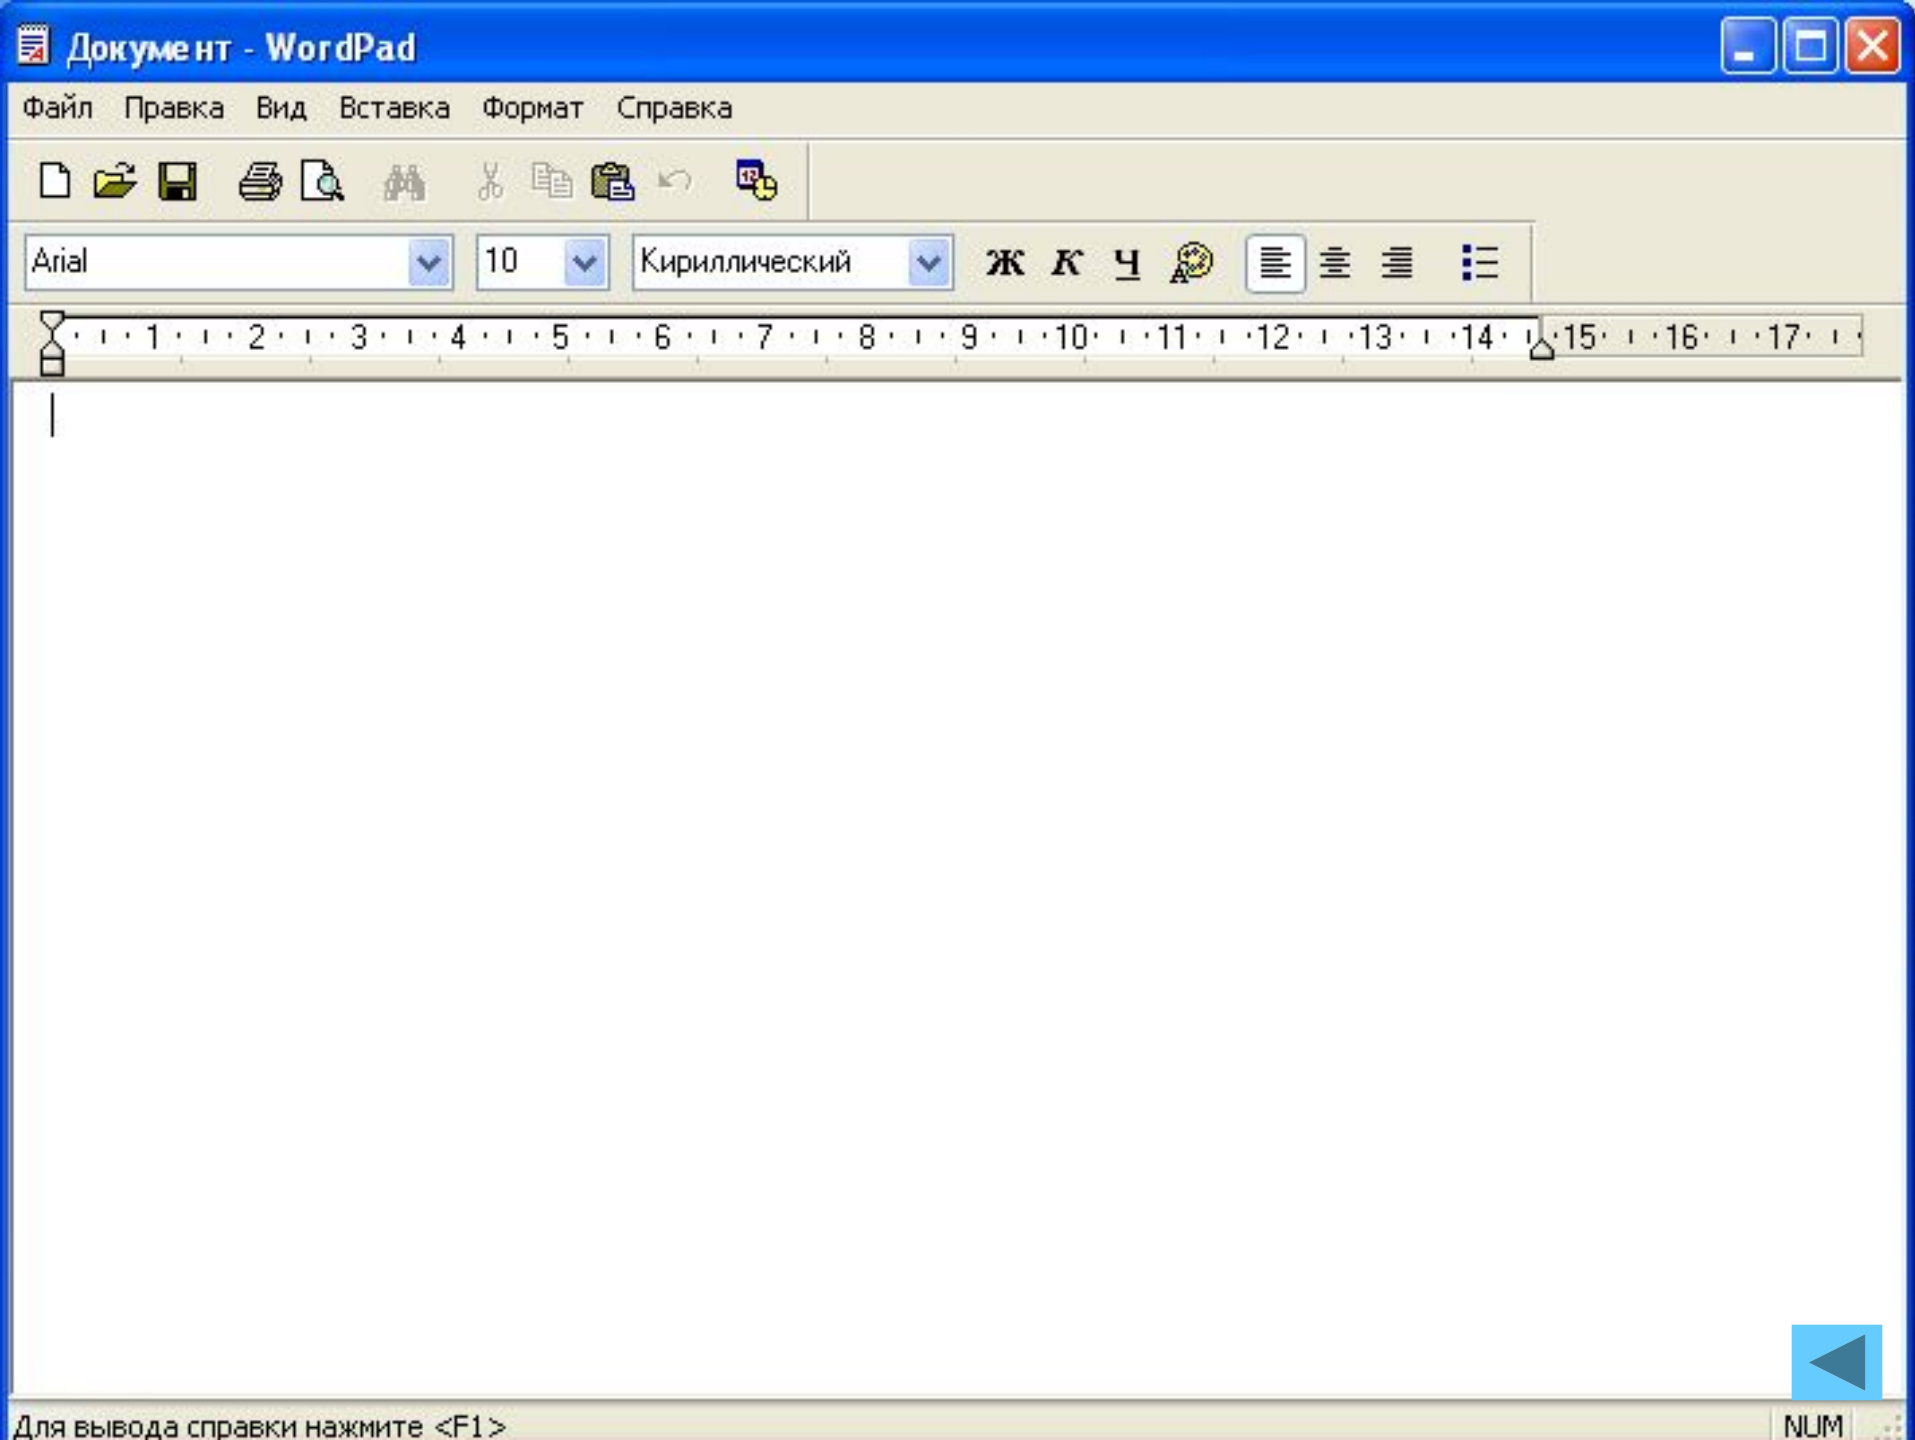 Документ - WordPad
Файл Правка Вид Вставка Формат Справка
12
Arial 10 Кириллический Ж К Ч
1 2 3 4 5 6 7 8 9 10 11 12 13 14 15 16 17
Для вывода справки нажмите <F1> NUM